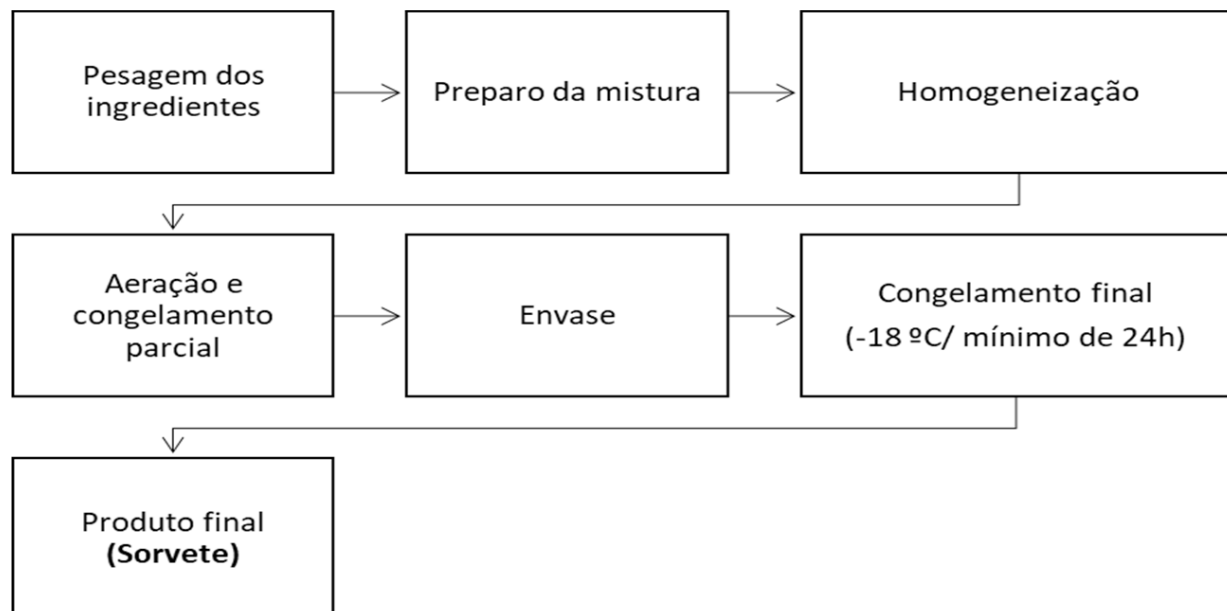 Pesagem dos
ingredientes
Preparo da mistura
Homogeneização
Aeração e
congelamento
parcial
Envase
Congelamento final
(-18 ºC/ mínimo de 24h)
Produto final
(Sorvete)